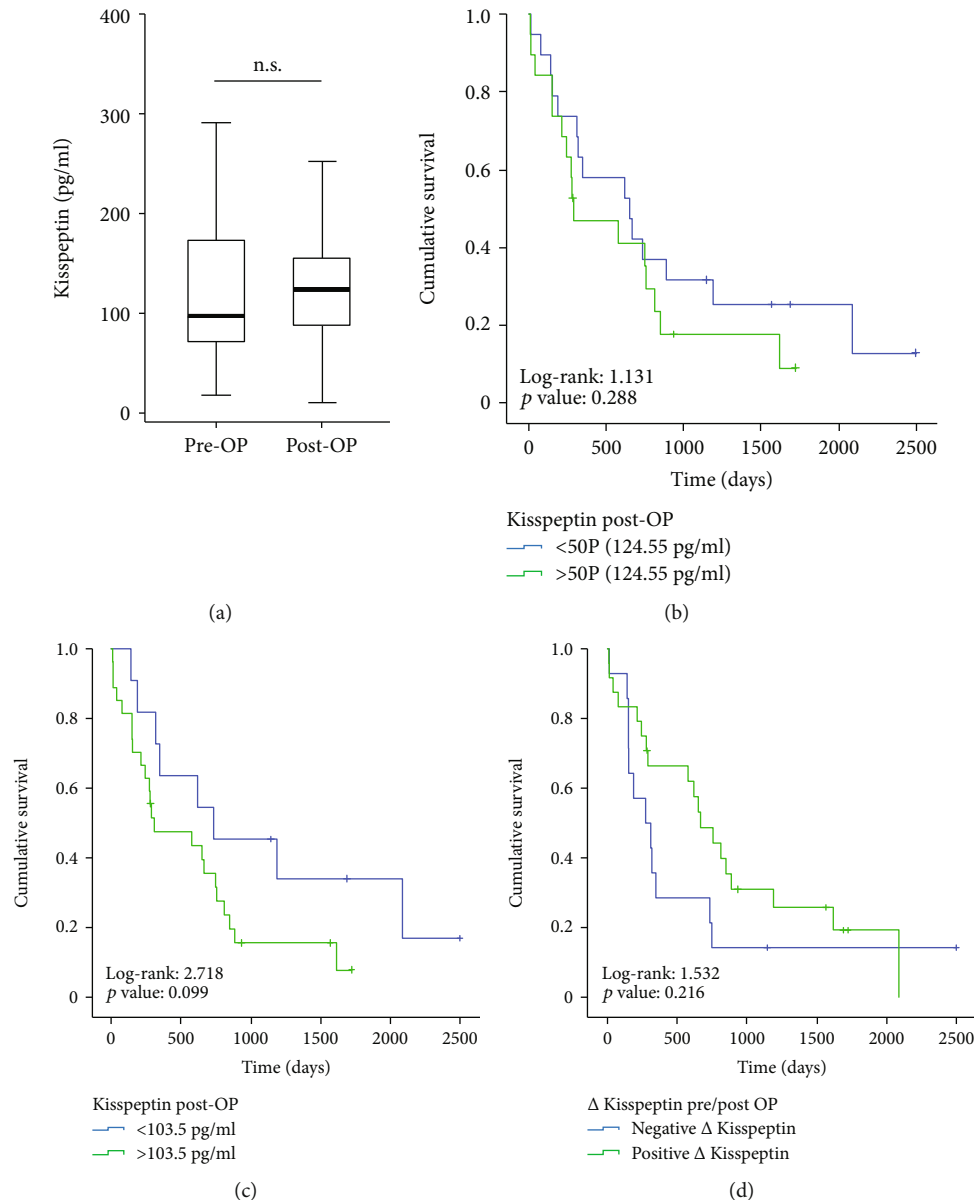 400
300
200
100
0
Kisspeptin (pg/ml)
n.s.
Pre-OP
Post-OP
(a)
1.0
0.8
0.6
0.4
0.2
0
Cumulative survival
Log-rank: 1.131
p value: 0.288
0
500
1000
1500
2000
2500
Time (days)
Kisspeptin post-OP
<50P (124.55 pg/ml)
>50P (124.55 pg/ml)
(b)
1.0
0.8
0.6
0.4
0.2
0
Cumulative survival
Log-rank: 2.718
p value: 0.099
0
500
1000
1500
2000
2500
Time (days)
Kisspeptin post-OP
<103.5 pg/ml
>103.5 pg/ml
(c)
1.0
0.8
0.6
0.4
0.2
0
Cumulative survival
Log-rank: 1.532
p value: 0.216
0
500
1000
1500
2000
2500
Time (days)
Δ Kisspeptin pre/post OP
Negative Δ Kisspeptin
Positive Δ Kisspeptin
(d)